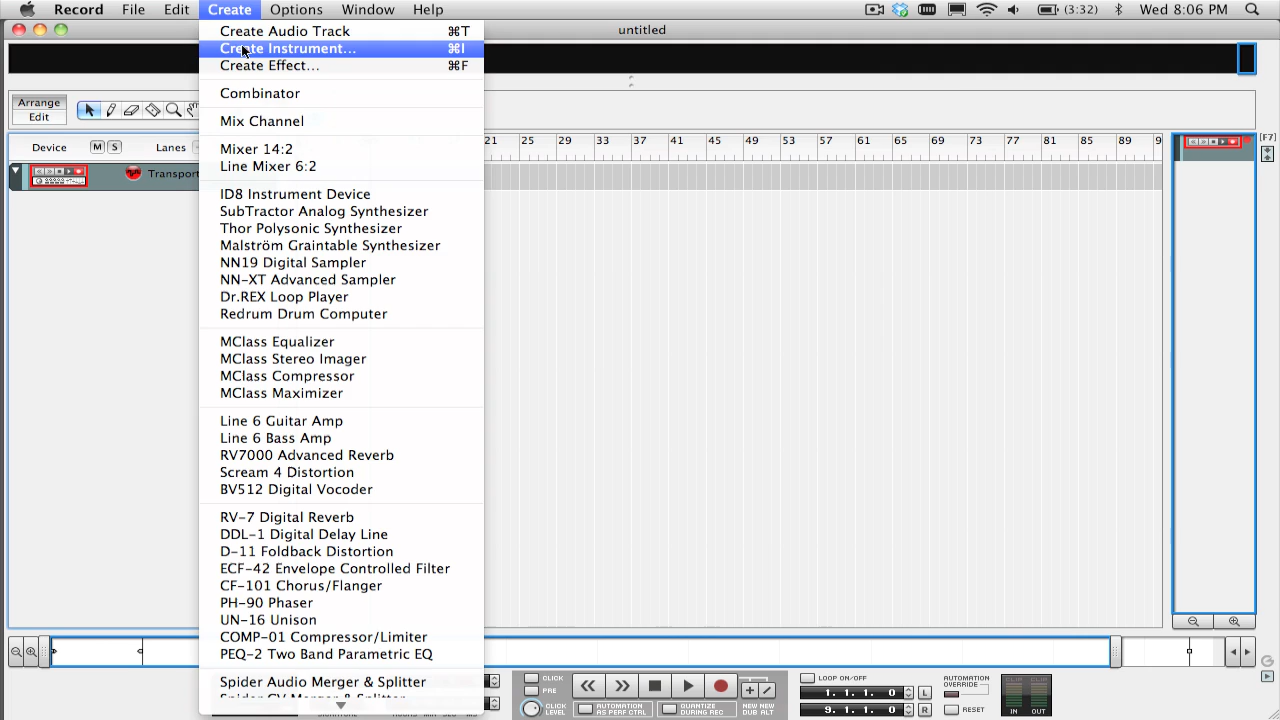 Record File Edit Create Options Window Help (3:32) Wed 8:06 PM
untitled
Create Audio Track ⌘T
Create Instrument... ⌘I
Create Effect... ⌘F
Combinator
Mix Channel
Mixer 14:2
Line Mixer 6:2
ID8 Instrument Device
SubTractor Analog Synthesizer
Thor Polysonic Synthesizer
Malström Graintable Synthesizer
NN19 Digital Sampler
NN-XT Advanced Sampler
Dr.REX Loop Player
Redrum Drum Computer
MClass Equalizer
MClass Stereo Imager
MClass Compressor
MClass Maximizer
Line 6 Guitar Amp
Line 6 Bass Amp
RV7000 Advanced Reverb
Scream 4 Distortion
BV512 Digital Vocoder
RV-7 Digital Reverb
DDL-1 Digital Delay Line
D-11 Foldback Distortion
ECF-42 Envelope Controlled Filter
CF-101 Chorus/Flanger
PH-90 Phaser
UN-16 Unison
COMP-01 Compressor/Limiter
PEQ-2 Two Band Parametric EQ
Spider Audio Merger & Splitter
Spider CV Merger & Splitter
Arrange
Edit
Device M S Lanes
Transport
21 25 29 33 37 41 45 49 53 57 61 65 69 73 77 81 85 89 9
[F7]
CLICK
PRE
CLICK LEVEL
AUTOMATION AS PERF CTRL
QUANTIZE DURING REC
NEW DUB
NEW ALT
LOOP ON/OFF
1. 1. 1. 0 L
9. 1. 1. 0 R
AUTOMATION OVERRIDE
RESET
CLIP CLIP
IN OUT